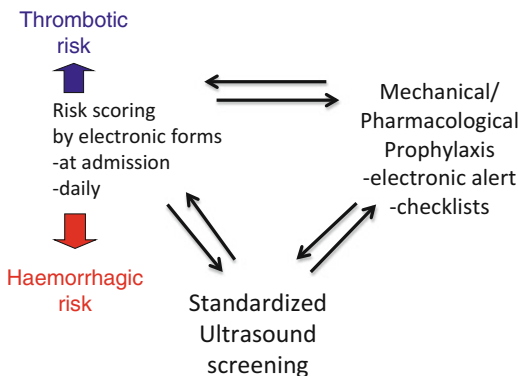 Thrombotic
risk
Risk scoring
by electronic forms
-at admission
-daily
Haemorrhagic
risk
Mechanical/
Pharmacological
Prophylaxis
-electronic alert
-checklists
Standardized
Ultrasound
screening